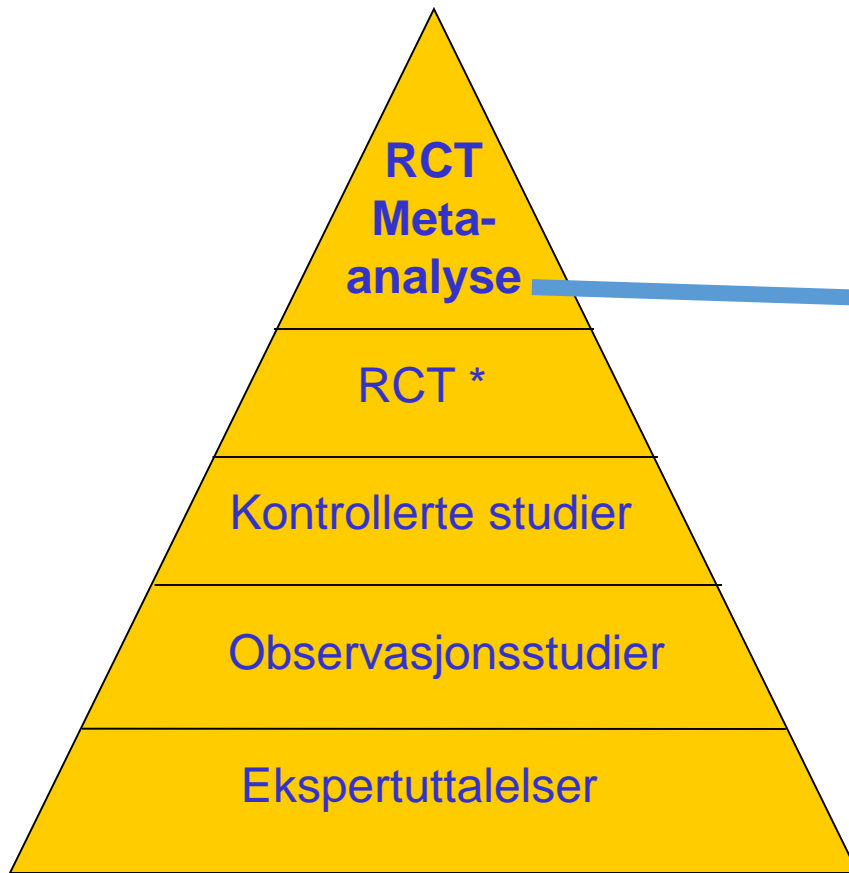 RCT
Meta-
analyse
RCT *
Kontrollerte studier
Observasjonsstudier
Ekspertuttalelser